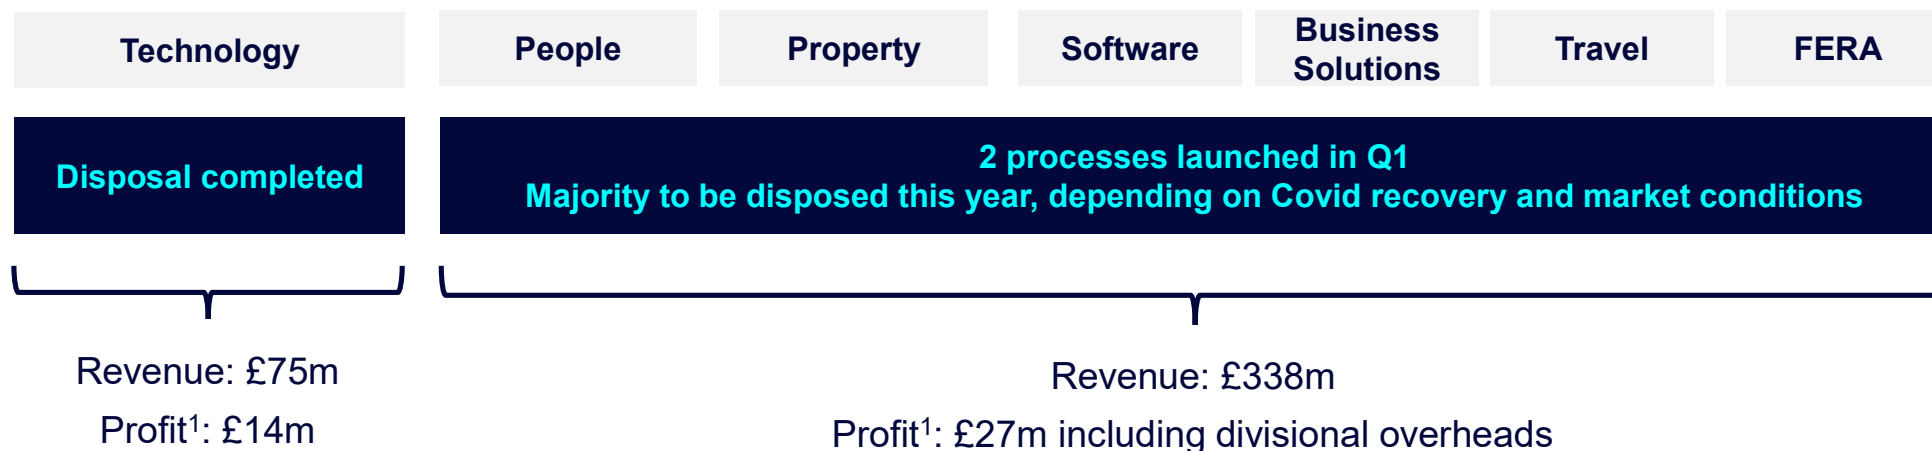 Technology
People
Property
Software
Business
Solutions
Travel
FERA
Disposal completed
2 processes launched in Q1
Majority to be disposed this year, depending on Covid recovery and market conditions
Revenue: £75m
Profit¹: £14m
Revenue: £338m
Profit¹: £27m including divisional overheads